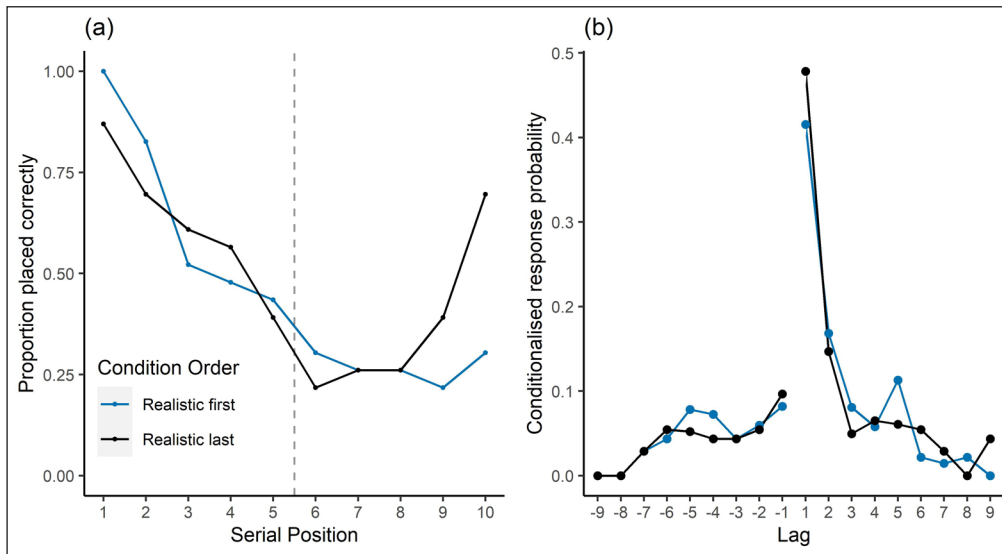 (a)
Proportion placed correctly
1.00
0.75
0.50
0.25
0.00
Condition Order
Realistic first
Realistic last
1 2 3 4 5 6 7 8 9 10
Serial Position
(b)
Conditionalised response probability
0.5
0.4
0.3
0.2
0.1
0.0
-9 -8 -7 -6 -5 -4 -3 -2 -1 1 2 3 4 5 6 7 8 9
Lag